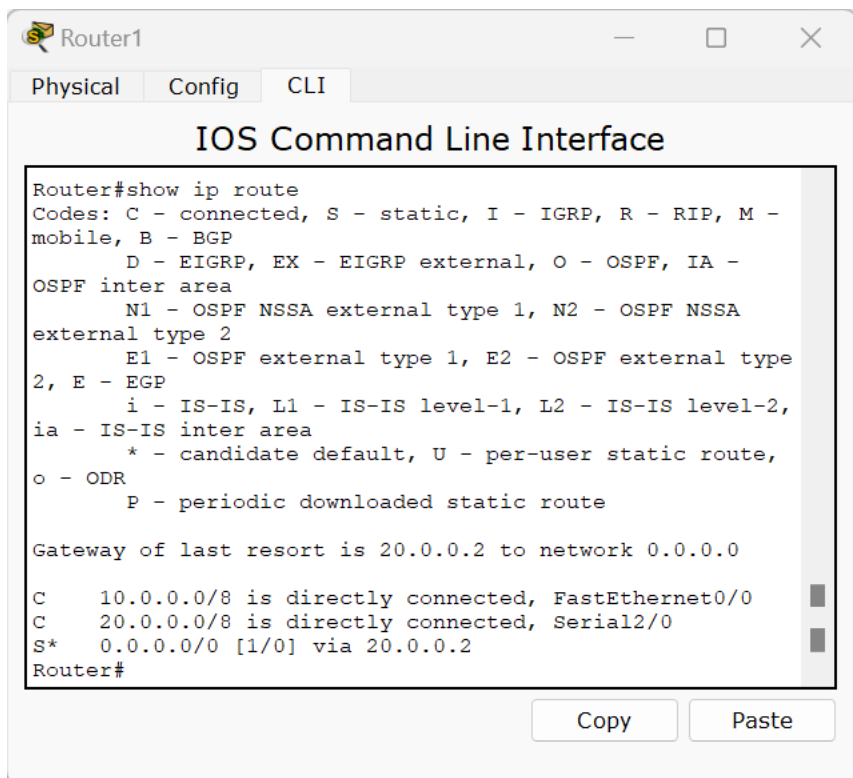 Router1
Physical Config CLI
IOS Command Line Interface
Router#show ip route
Codes: C - connected, S - static, I - IGRP, R - RIP, M -
mobile, B - BGP
       D - EIGRP, EX - EIGRP external, O - OSPF, IA -
OSPF inter area
       N1 - OSPF NSSA external type 1, N2 - OSPF NSSA
external type 2
       E1 - OSPF external type 1, E2 - OSPF external type
2, E - EGP
       i - IS-IS, L1 - IS-IS level-1, L2 - IS-IS level-2,
ia - IS-IS inter area
       * - candidate default, U - per-user static route,
o - ODR
       P - periodic downloaded static route

Gateway of last resort is 20.0.0.2 to network 0.0.0.0

C    10.0.0.0/8 is directly connected, FastEthernet0/0
C    20.0.0.0/8 is directly connected, Serial2/0
S*   0.0.0.0/0 [1/0] via 20.0.0.2
Router#
Copy Paste